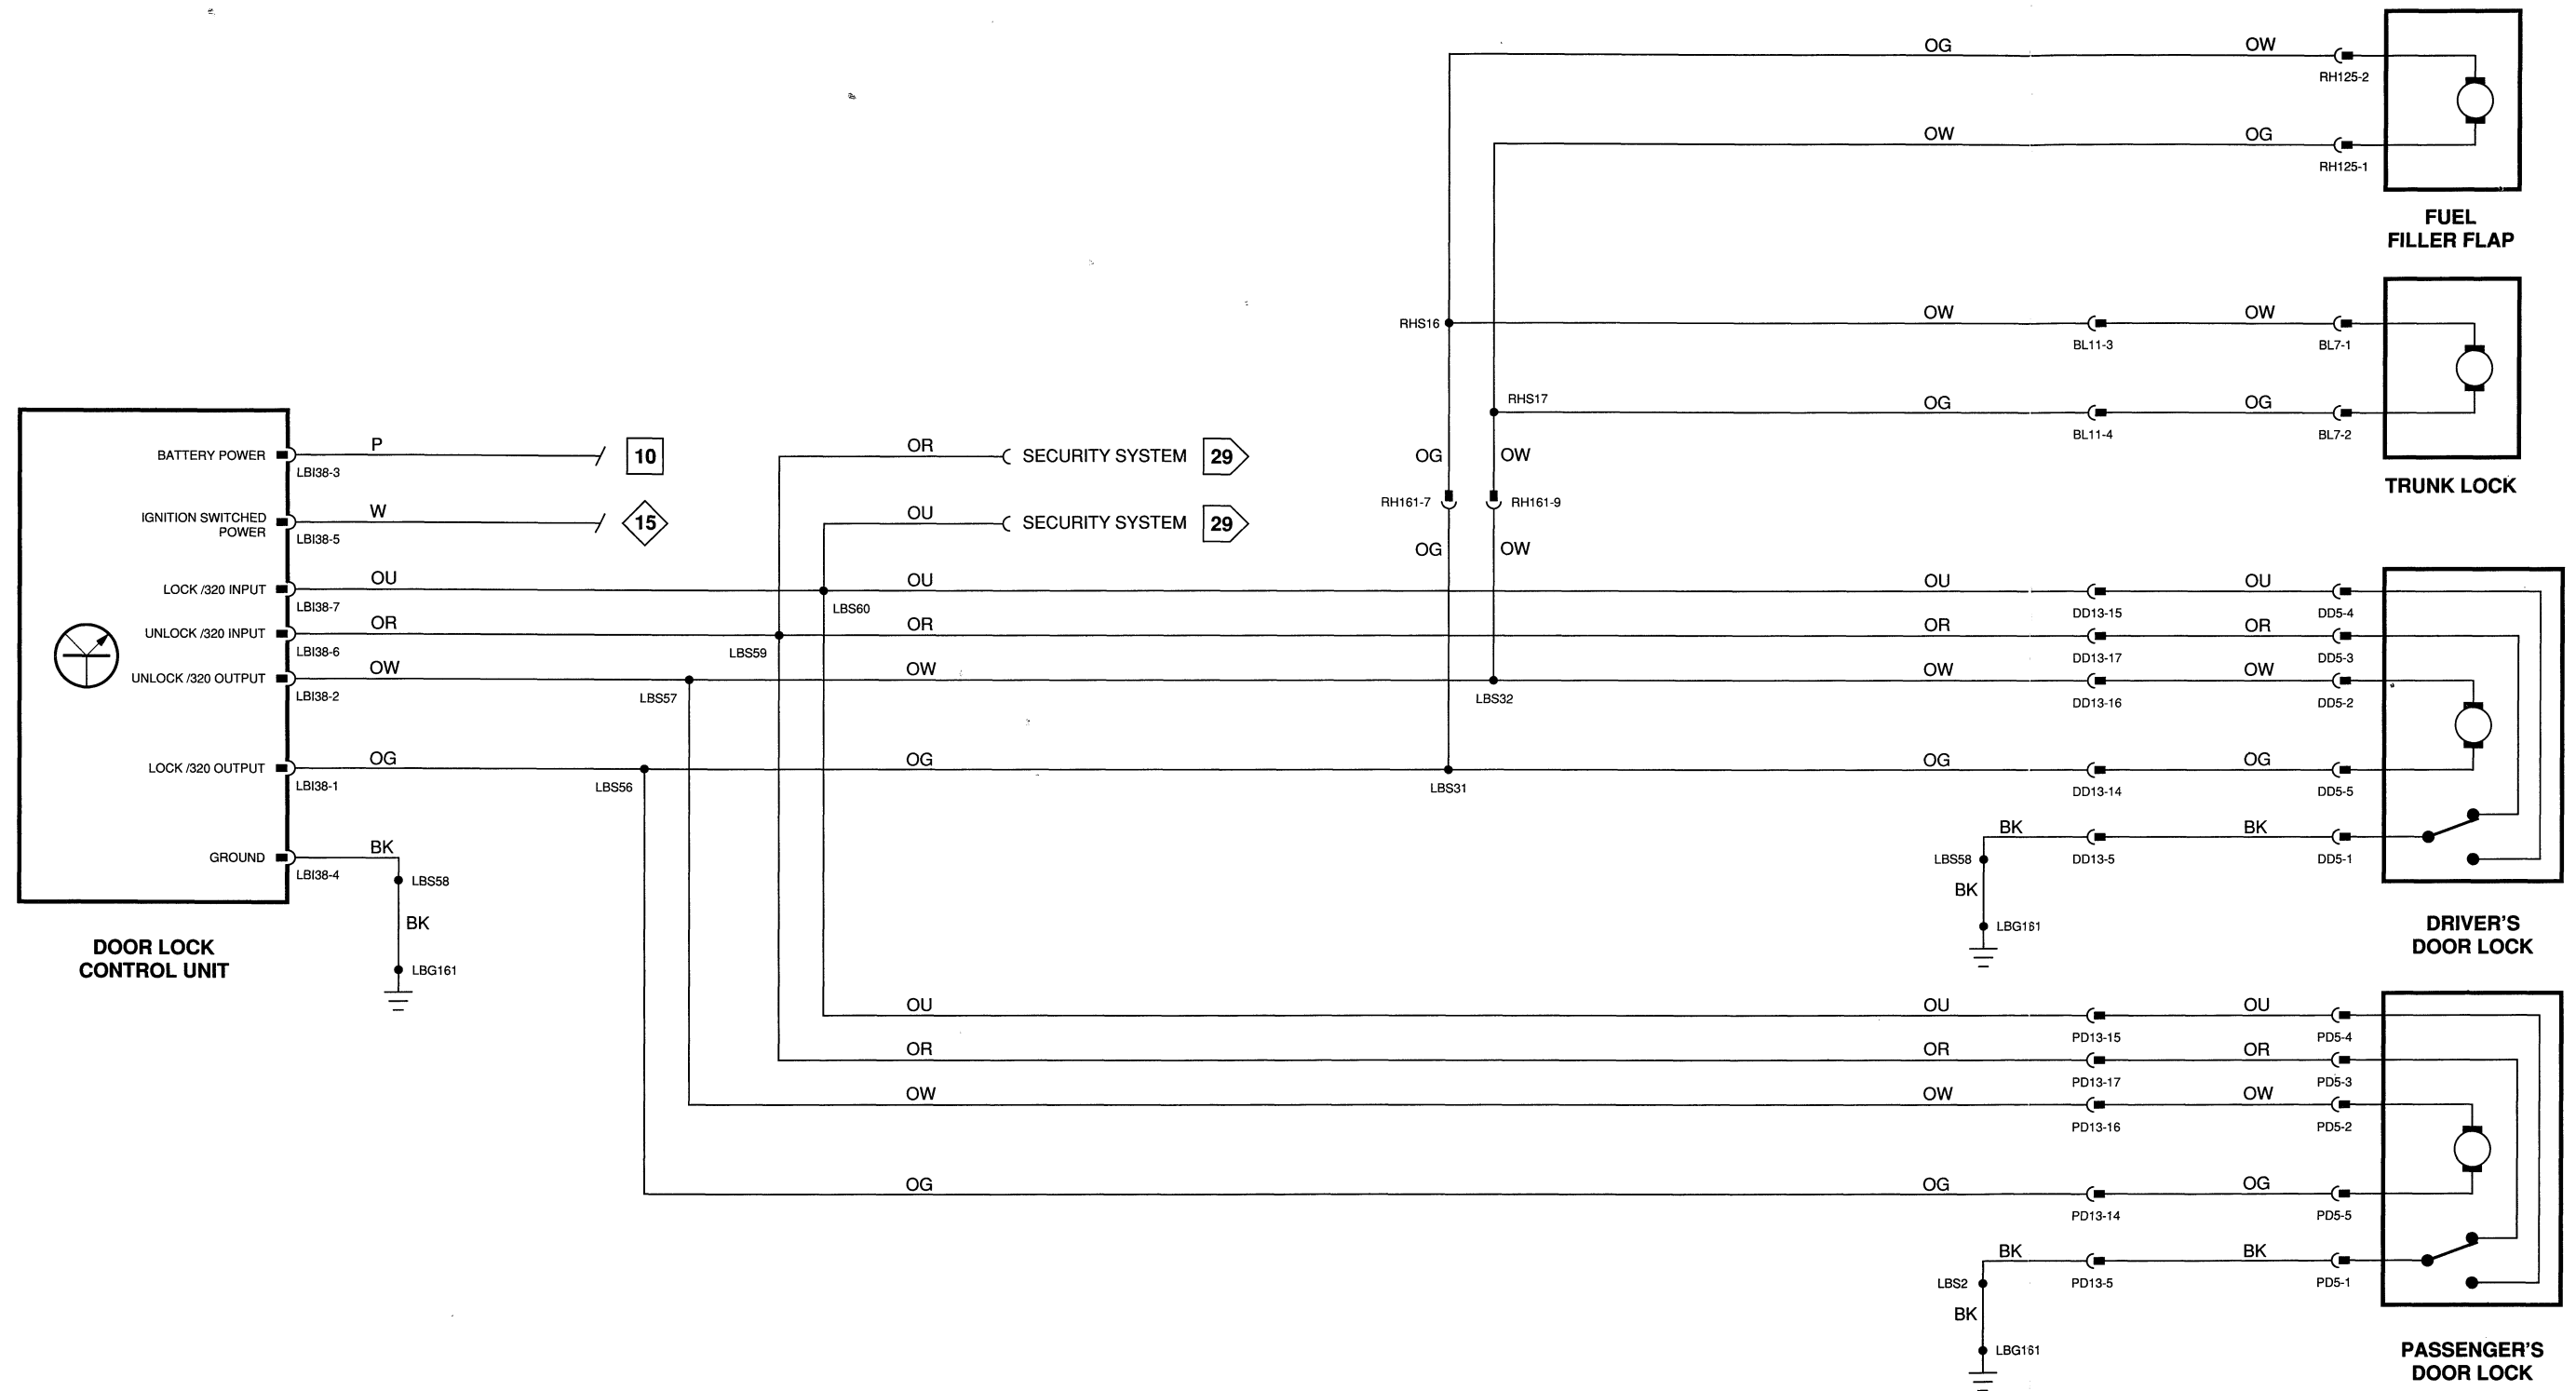 OG
OW
RH125-2
OW
OG
RH125-1
FUEL
FILLER FLAP
RHS16
OW
OW
BL11-3
BL7-1
RHS17
OG
OG
BL11-4
BL7-2
TRUNK LOCK
BATTERY POWER
P
LBI38-3
10
OR
SECURITY SYSTEM
29
OG
OW
RH161-7
RH161-9
IGNITION SWITCHED
POWER
W
LBI38-5
15
OU
SECURITY SYSTEM
29
OG
OW
LOCK /320 INPUT
OU
LBI38-7
OU
LBS60
OU
DD13-15
OU
DD5-4
UNLOCK /320 INPUT
OR
LBI38-6
LBS59
OR
OR
DD13-17
OR
DD5-3
UNLOCK /320 OUTPUT
OW
LBI38-2
LBS57
OW
LBS32
OW
DD13-16
OW
DD5-2
LOCK /320 OUTPUT
OG
LBI38-1
LBS56
OG
LBS31
OG
DD13-14
OG
DD5-5
GROUND
BK
LBI38-4
LBS58
BK
LBG161
BK
LBS58
DD13-5
BK
DD5-1
BK
LBG161
DOOR LOCK
CONTROL UNIT
DRIVER'S
DOOR LOCK
OU
OU
PD13-15
OU
PD5-4
OR
OR
PD13-17
OR
PD5-3
OW
OW
PD13-16
OW
PD5-2
OG
OG
PD13-14
OG
PD5-5
BK
LBS2
PD13-5
BK
PD5-1
BK
LBG161
PASSENGER'S
DOOR LOCK